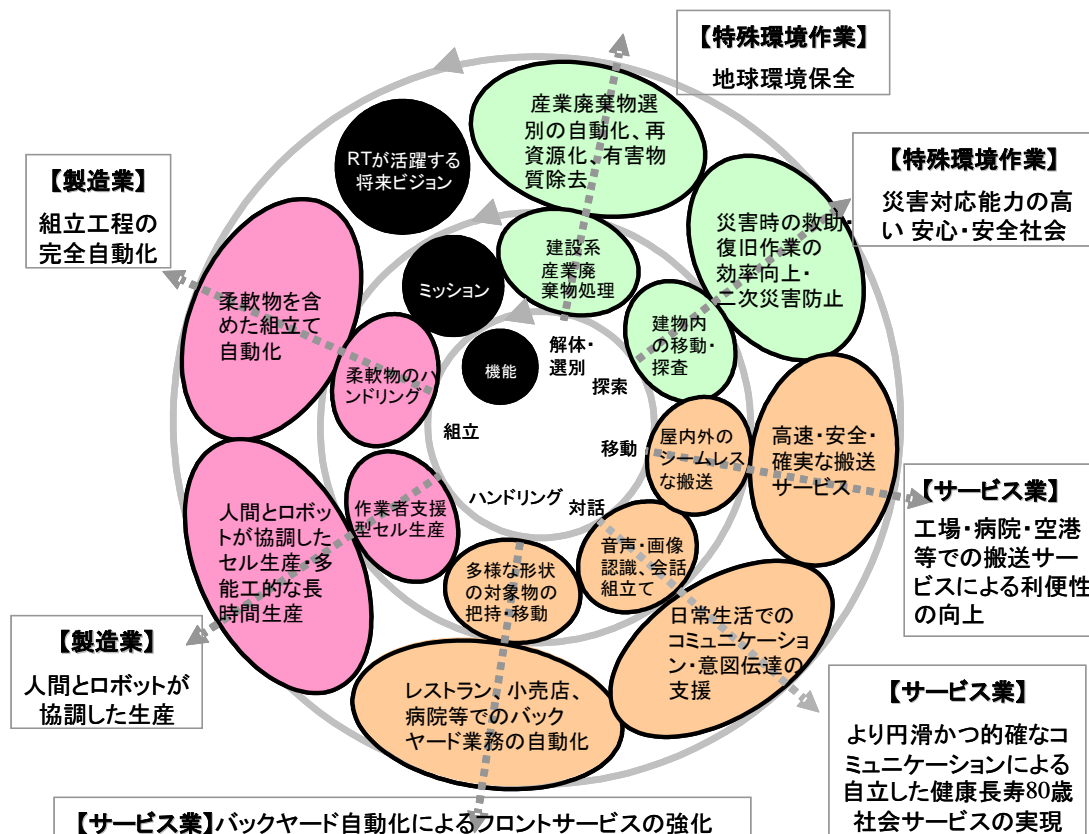 【特殊環境作業】
地球環境保全
産業廃棄物選
別の自動化、再
資源化、有害物
質除去
RTが活躍する
将来ビジョン
【製造業】
組立工程の
完全自動化
【特殊環境作業】
災害対応能力の高
い 安心・安全社会
災害時の救助・
復旧作業の
効率向上・
二次災害防止
建設系
産業廃
棄物処理
ミッション
柔軟物を含
めた組立て
自動化
建物内
の移動・
探査
解体・
選別
機能
探索
柔軟物のハ
ンドリング
組立
移動
屋内外の
シームレス
な搬送
高速・安全・
確実な搬送
サービス
【サービス業】
工場・病院・空港
等での搬送サー
ビスによる利便性
の向上
ハンドリング
対話
人間とロボッ
トが協調した
セル生産・多
能工的な長
時間生産
作業者支援
型セル生産
音声・画像
認識、会話
組立て
多様な形状
の対象物の
把持・移動
日常生活での
コミュニケーショ
ン・意図伝達の
支援
【製造業】
人間とロボットが
協調した生産
レストラン、小売店、
病院等でのバック
ヤード業務の自動化
【サービス業】
より円滑かつ的確なコ
ミュニケーションによる
自立した健康長寿80歳
社会サービスの実現
【サービス業】バックヤード自動化によるフロントサービスの強化